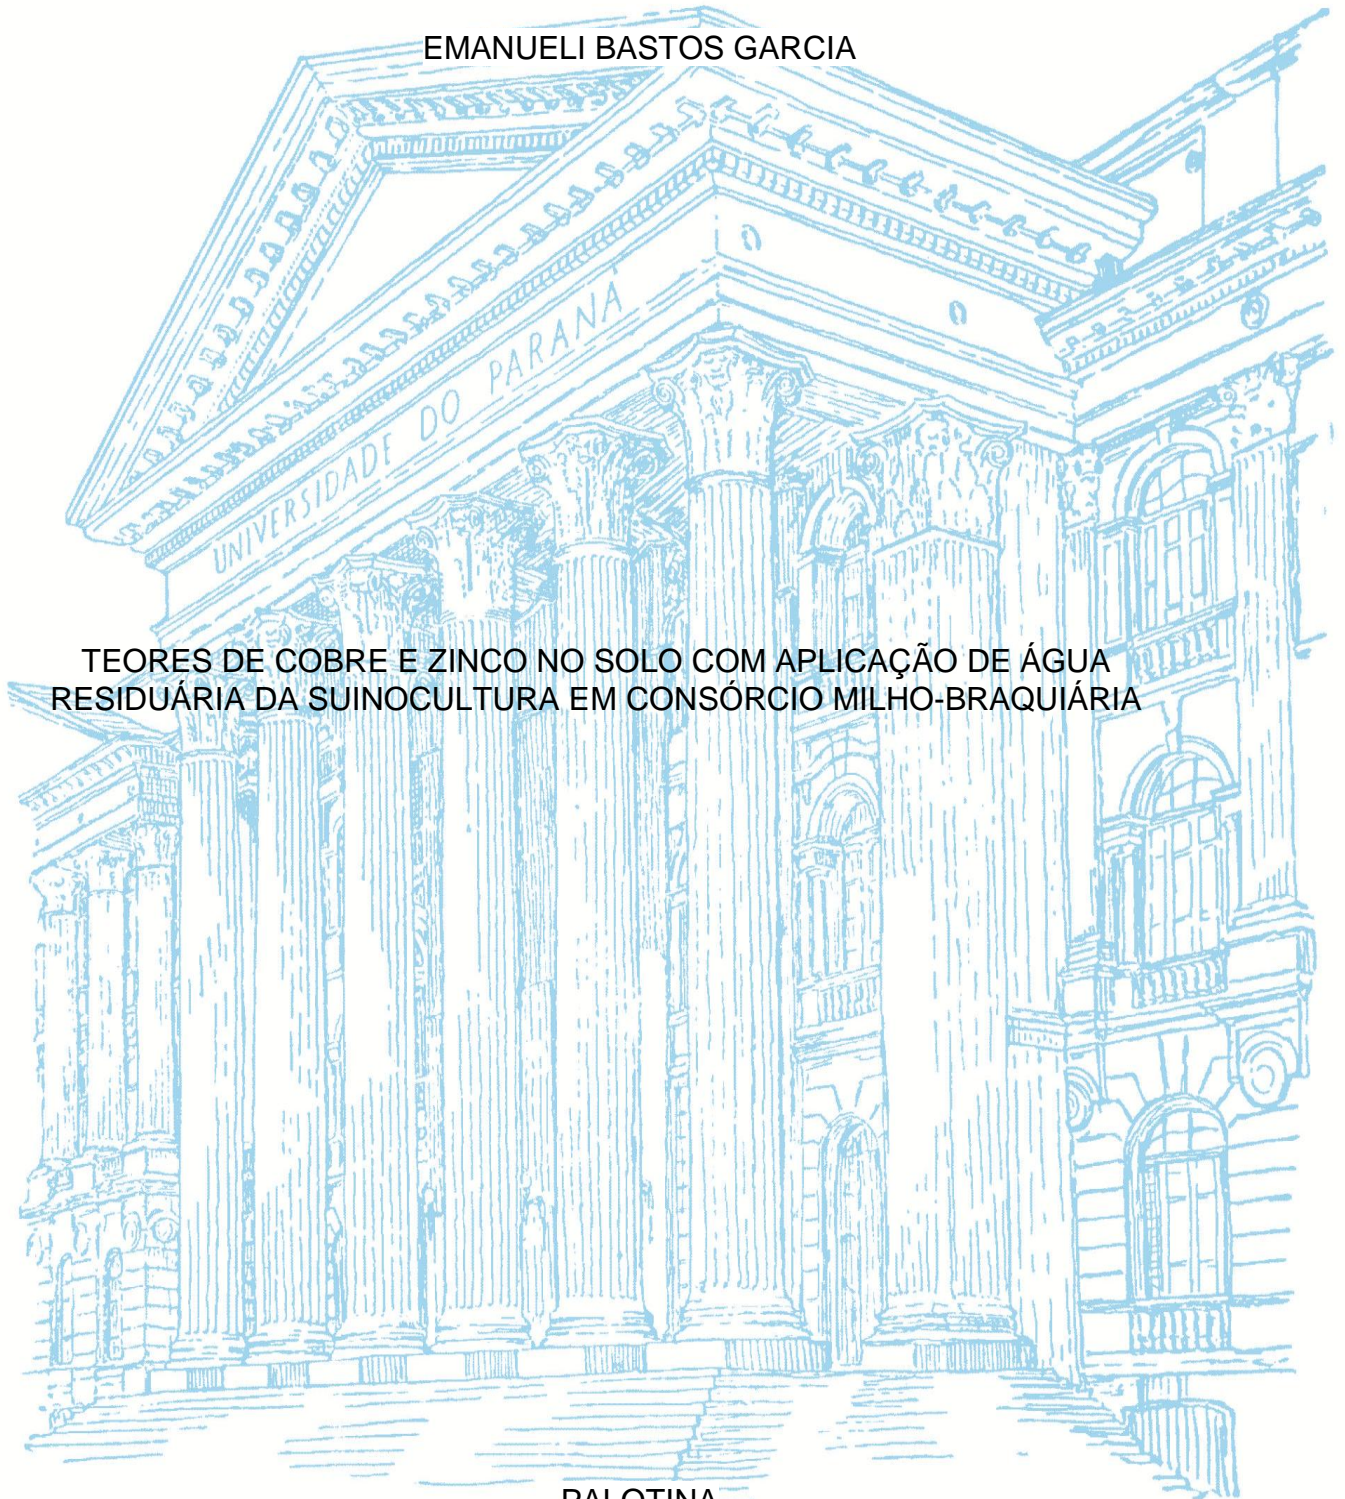 EMANUELI BASTOS GARCIA
UNIVERSIDADE DO PARANÁ
TEORES DE COBRE E ZINCO NO SOLO COM APLICAÇÃO DE ÁGUA
RESIDUÁRIA DA SUINOCULTURA EM CONSÓRCIO MILHO-BRAQUIÁRIA
PALOTINA